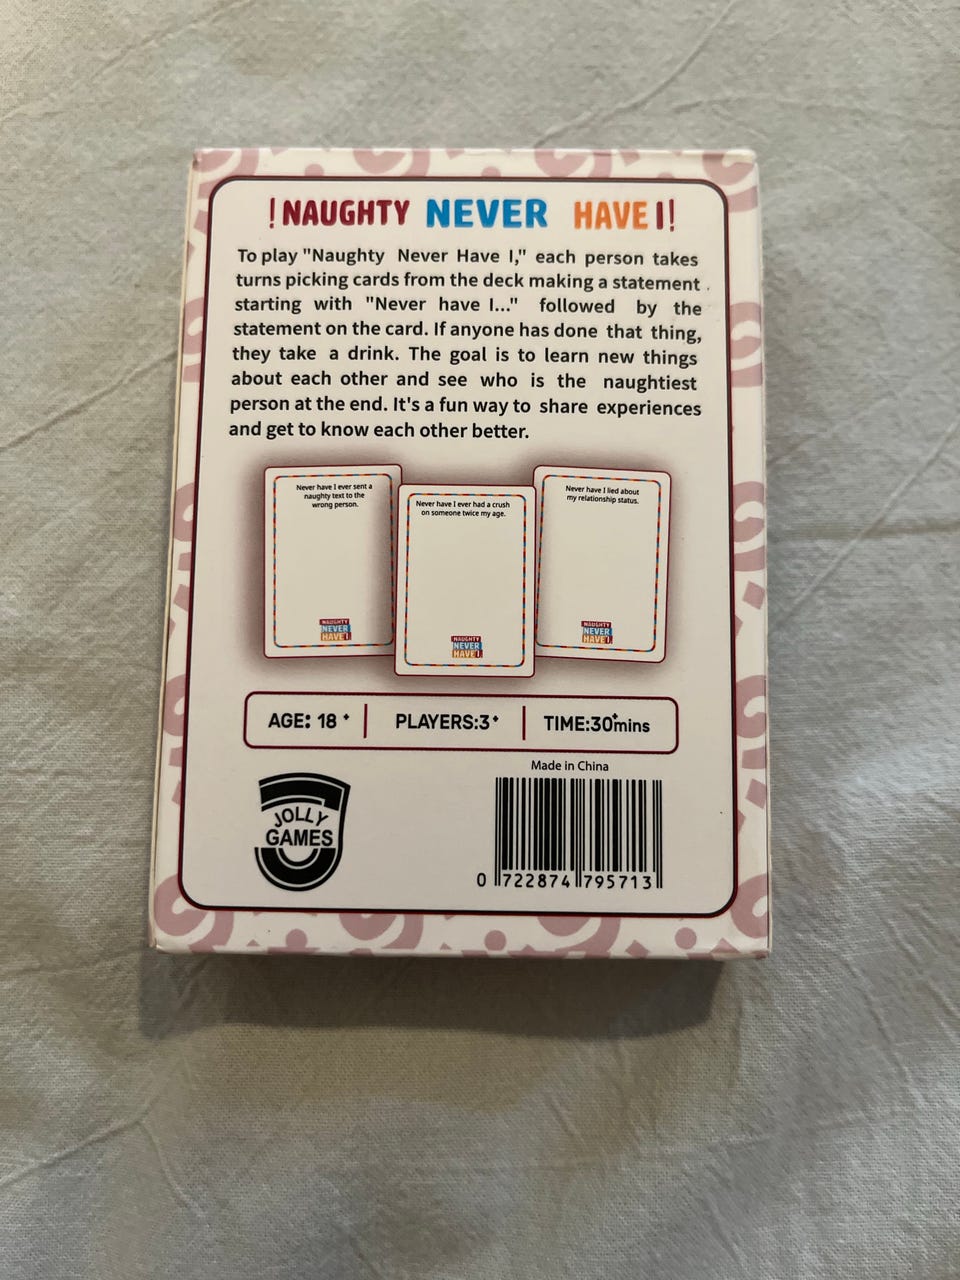 ! NAUGHTY NEVER HAVE I !
To play "Naughty Never Have I," each person takes
turns picking cards from the deck making a statement .
starting with "Never have I..." followed by the
statement on the card. If anyone has done that thing,
they take a drink. The goal is to learn new things
about each other and see who is the naughtiest
person at the end. It's a fun way to share experiences
and get to know each other better.
Never have I ever sent a
naughty text to the
wrong person.
NAUGHTY
NEVER
HAVE I.
Never have I ever had a crush
on someone twice my age.
NAUGHTY
NEVER
HAVE I.
Never have I lied about
my relationship status.
NAUGHTY
NEVER
HAVE I.
AGE: 18 + | PLAYERS:3+ | TIME:30+mins
Made in China
JOLLY
GAMES
0 722874 795713